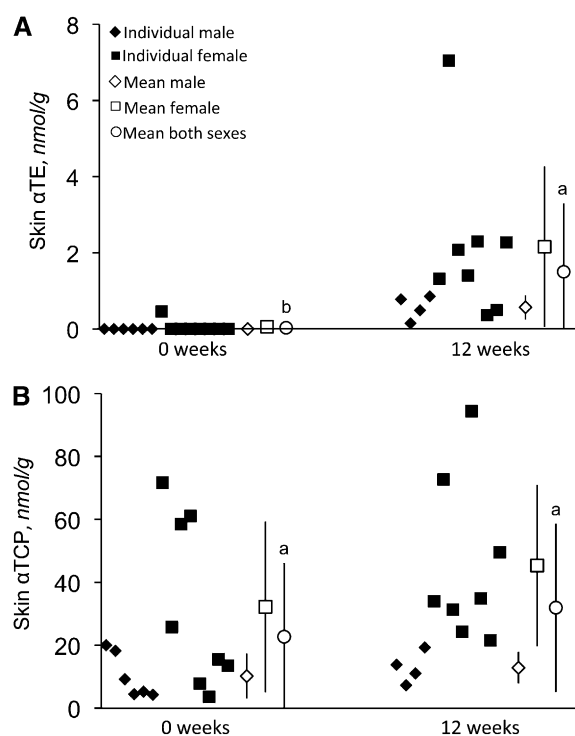 A
8
6
4
2
0
Skin αTE, nmol/g
Individual male
Individual female
Mean male
Mean female
Mean both sexes
b
a
0 weeks
12 weeks
B
100
80
60
40
20
0
Skin αTCP, nmol/g
a
a
0 weeks
12 weeks